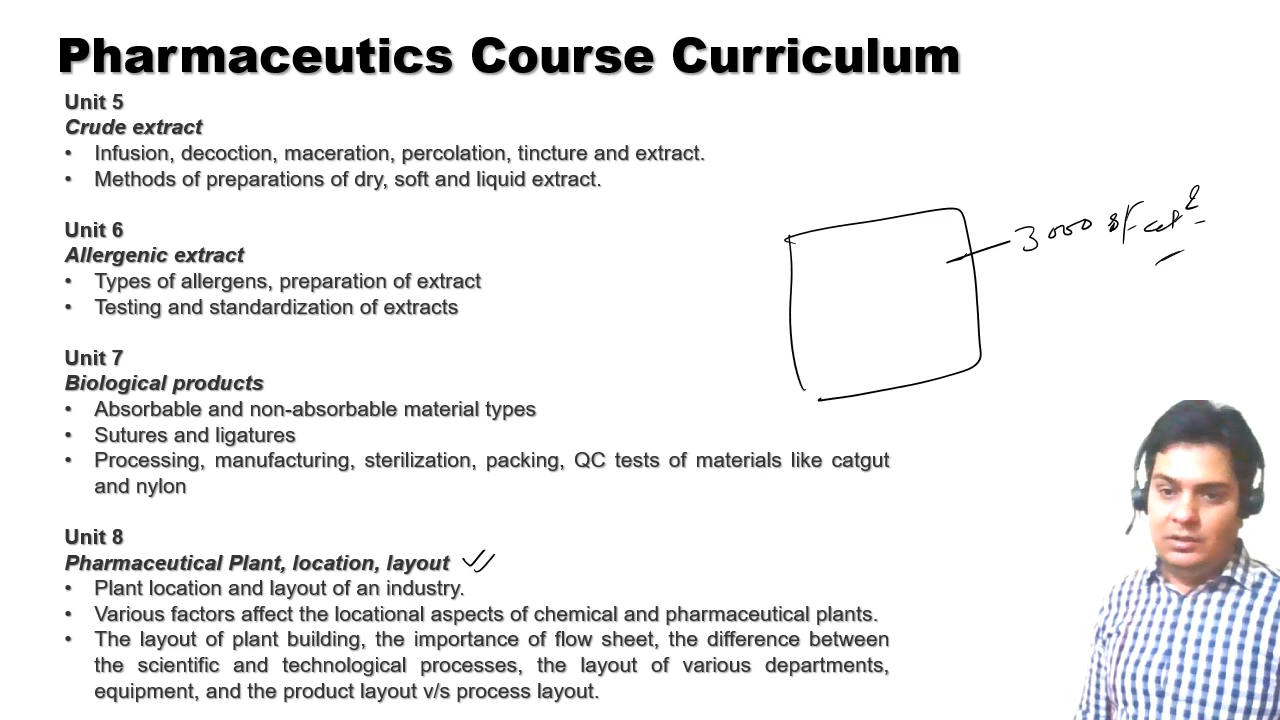 Pharmaceutics Course Curriculum
Unit 5
Crude extract
• Infusion, decoction, maceration, percolation, tincture and extract.
• Methods of preparations of dry, soft and liquid extract.
Unit 6
Allergenic extract
• Types of allergens, preparation of extract
• Testing and standardization of extracts
Unit 7
Biological products
• Absorbable and non-absorbable material types
• Sutures and ligatures
• Processing, manufacturing, sterilization, packing, QC tests of materials like catgut
and nylon
Unit 8
Pharmaceutical Plant, location, layout
• Plant location and layout of an industry.
• Various factors affect the locational aspects of chemical and pharmaceutical plants.
• The layout of plant building, the importance of flow sheet, the difference between
the scientific and technological processes, the layout of various departments,
equipment, and the product layout v/s process layout.
3000